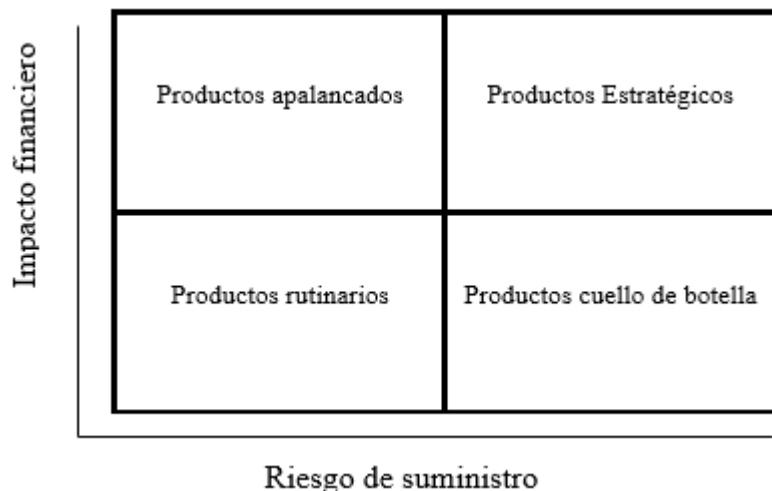 Impacto financiero
Productos apalancados
Productos Estratégicos
Productos rutinarios
Productos cuello de botella
Riesgo de suministro